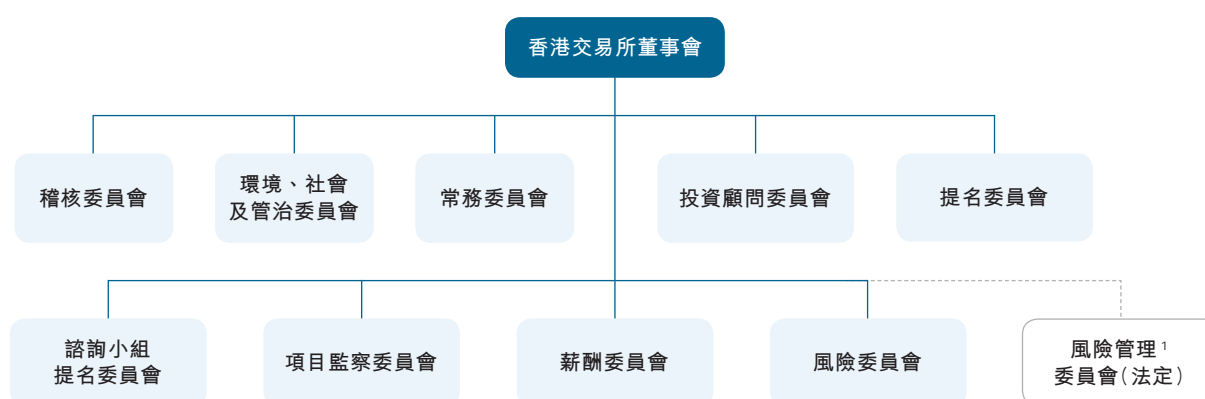 香港交易所董事會
稽核委員會
環境、社會
及管治委員會
常務委員會
投資顧問委員會
提名委員會
諮詢小組
提名委員會
項目監察委員會
薪酬委員會
風險委員會
風險管理¹
委員會(法定)